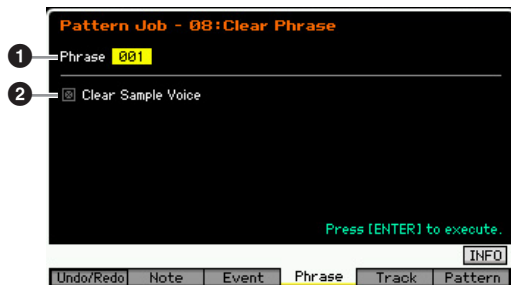 Pattern Job - 08:Clear Phrase
1 Phrase 001
2 Clear Sample Voice
Press [ENTER] to execute.
INFO
Undo/Redo Note Event Phrase Track Pattern